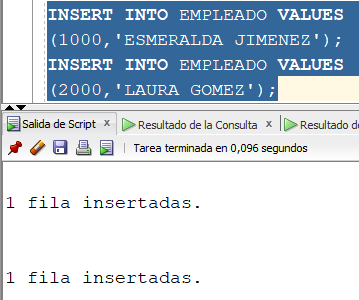 INSERT INTO EMPLEADO VALUES
(1000,'ESMERALDA JIMENEZ');
INSERT INTO EMPLEADO VALUES
(2000,'LAURA GOMEZ');
Salida de Script x Resultado de la Consulta x Resultado de
Tarea terminada en 0,096 segundos
1 fila insertadas.
1 fila insertadas.